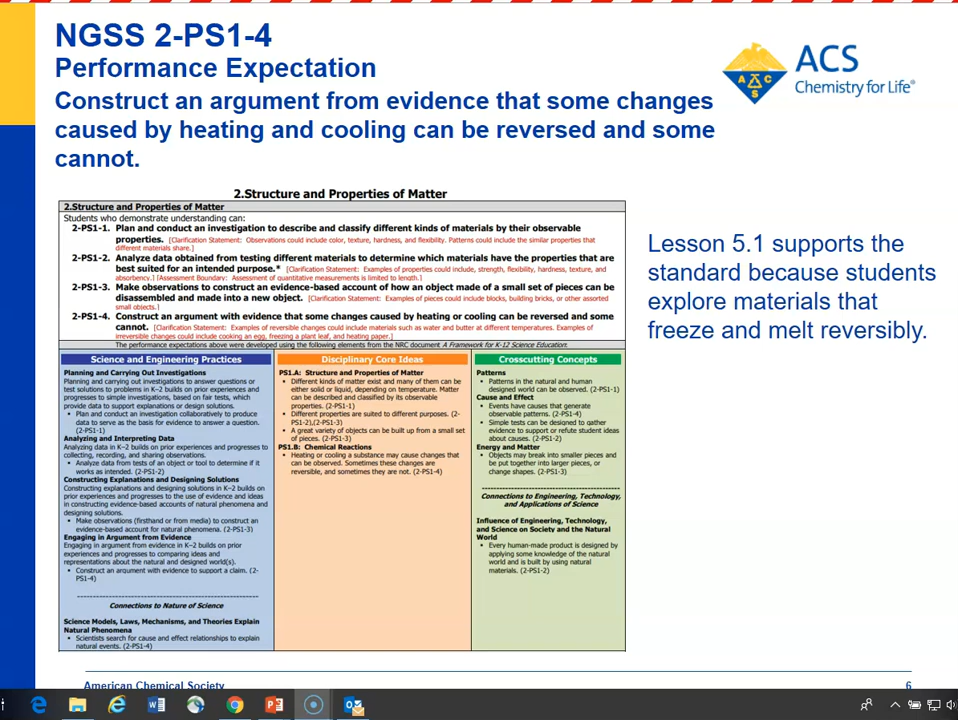 NGSS 2-PS1-4
Performance Expectation
Construct an argument from evidence that some changes
caused by heating and cooling can be reversed and some
cannot.
ACS
Chemistry for Life®
A C C
S
2.Structure and Properties of Matter
2.Structure and Properties of Matter
Students who demonstrate understanding can:
2-PS1-1. Plan and conduct an investigation to describe and classify different kinds of materials by their observable
properties. [Clarification Statement: Observations could include color, texture, hardness, and flexibility. Patterns could include the similar properties that
different materials share.]
2-PS1-2. Analyze data obtained from testing different materials to determine which materials have the properties that are
best suited for an intended purpose.* [Clarification Statement: Examples of properties could include, strength, flexibility, hardness, texture, and
absorbency.] [Assessment Boundary: Assessment of quantitative measurements is limited to length.]
2-PS1-3. Make observations to construct an evidence-based account of how an object made of a small set of pieces can be
disassembled and made into a new object. [Clarification Statement: Examples of pieces could include blocks, building bricks, or other assorted
small objects.]
2-PS1-4. Construct an argument with evidence that some changes caused by heating or cooling can be reversed and some
cannot. [Clarification Statement: Examples of reversible changes could include materials such as water and butter at different temperatures. Examples of
irreversible changes could include cooking an egg, freezing a plant leaf, and heating paper.]
The performance expectations above were developed using the following elements from the NRC document A Framework for K-12 Science Education:
Science and Engineering Practices
Planning and Carrying Out Investigations
Planning and carrying out investigations to answer questions or
test solutions to problems in K–2 builds on prior experiences and
progresses to simple investigations, based on fair tests, which
provide data to support explanations or design solutions.
• Plan and conduct an investigation collaboratively to produce
data to serve as the basis for evidence to answer a question.
(2-PS1-1)
Analyzing and Interpreting Data
Analyzing data in K–2 builds on prior experiences and progresses to
collecting, recording, and sharing observations.
• Analyze data from tests of an object or tool to determine if it
works as intended. (2-PS1-2)
Constructing Explanations and Designing Solutions
Constructing explanations and designing solutions in K–2 builds on
prior experiences and progresses to the use of evidence and ideas
in constructing evidence-based accounts of natural phenomena and
designing solutions.
• Make observations (firsthand or from media) to construct an
evidence-based account for natural phenomena. (2-PS1-3)
Engaging in Argument from Evidence
Engaging in argument from evidence in K–2 builds on prior
experiences and progresses to comparing ideas and
representations about the natural and designed world(s).
• Construct an argument with evidence to support a claim. (2-
PS1-4)
Connections to Nature of Science
Science Models, Laws, Mechanisms, and Theories Explain
Natural Phenomena
• Scientists search for cause and effect relationships to explain
natural events. (2-PS1-4)
Disciplinary Core Ideas
PS1.A: Structure and Properties of Matter
• Different kinds of matter exist and many of them can be
either solid or liquid, depending on temperature. Matter
can be described and classified by its observable
properties. (2-PS1-1)
• Different properties are suited to different purposes. (2-
PS1-2),(2-PS1-3)
• A great variety of objects can be built up from a small set
of pieces. (2-PS1-3)
PS1.B: Chemical Reactions
• Heating or cooling a substance may cause changes that
can be observed. Sometimes these changes are
reversible, and sometimes they are not. (2-PS1-4)
Crosscutting Concepts
Patterns
• Patterns in the natural and human
designed world can be observed. (2-PS1-1)
Cause and Effect
• Events have causes that generate
observable patterns. (2-PS1-4)
• Simple tests can be designed to gather
evidence to support or refute student ideas
about causes. (2-PS1-2)
Energy and Matter
• Objects may break into smaller pieces and
be put together into larger pieces, or
change shapes. (2-PS1-3)
Connections to Engineering, Technology,
and Applications of Science
Influence of Engineering, Technology,
and Science on Society and the Natural
World
• Every human-made product is designed by
applying some knowledge of the natural
world and is built by using natural
materials. (2-PS1-2)
Lesson 5.1 supports the
standard because students
explore materials that
freeze and melt reversibly.
American Chemical Society
6